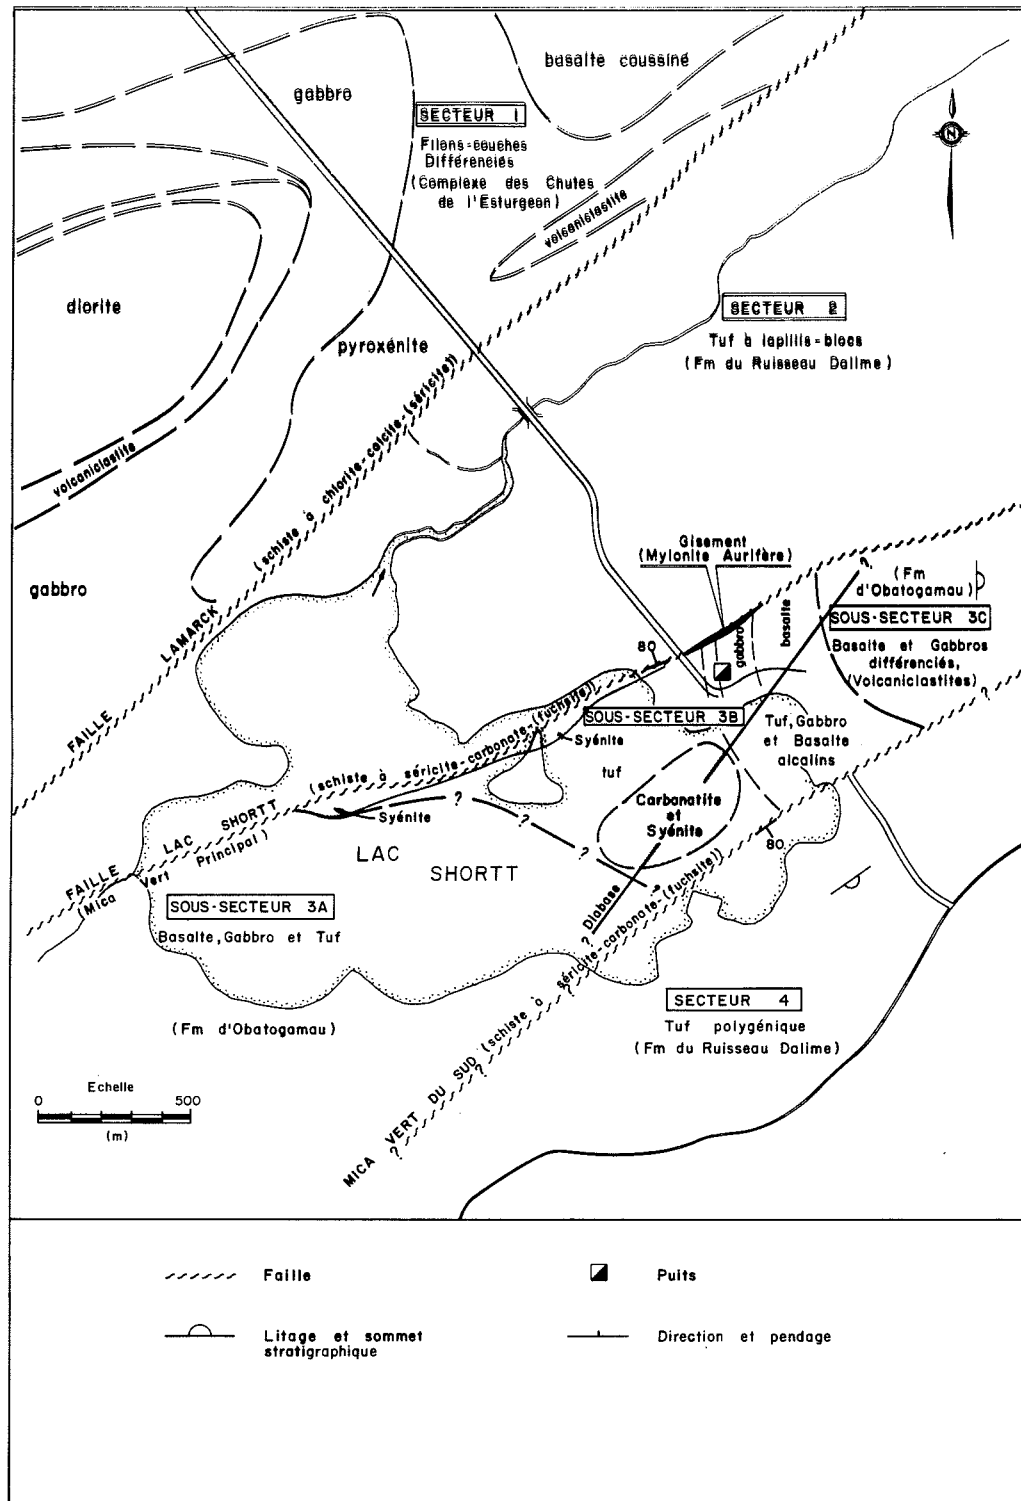 basalte coussiné
gabbro
SECTEUR 1
Filons-couches
Différenciés
(Complexe des Chutes
de l'Esturgeon)
N
volcaniclastite
diorite
SECTEUR 2
Tuf à lapillis-blocs
(Fm du Ruisseau Dalime)
pyroxénite
volcaniclastite
gabbro
FAILLE LAMARCK (schiste à chlorite-calcite-(séricite))
Gisement
(Mylonite Aurifère)
?
(Fm
d'Obatogamau)
SOUS-SECTEUR 3C
Basalte et Gabbros
différenciés,
(Volcaniclastites)
?
basalte
gabbro
80
SOUS-SECTEUR 3B
Tuf, Gabbro
et Basalte
alcalins
Syénite
tuf
Carbonatite
et
Syénite
80
FAILLE LAC SHORTT (schiste à séricite-carbonate-(fuchsite))
(Mica Vert Principal)
Syénite
?
?
?
LAC
SHORTT
Diabase
?
SOUS-SECTEUR 3A
Basalte, Gabbro et Tuf
(Fm d'Obatogamau)
MICA VERT DU SUD (schiste à séricite-carbonate-(fuchsite))
?
?
?
SECTEUR 4
Tuf polygénique
(Fm du Ruisseau Dalime)
Echelle
0 500
(m)
Faille
Puits
Litage et sommet
stratigraphique
Direction et pendage